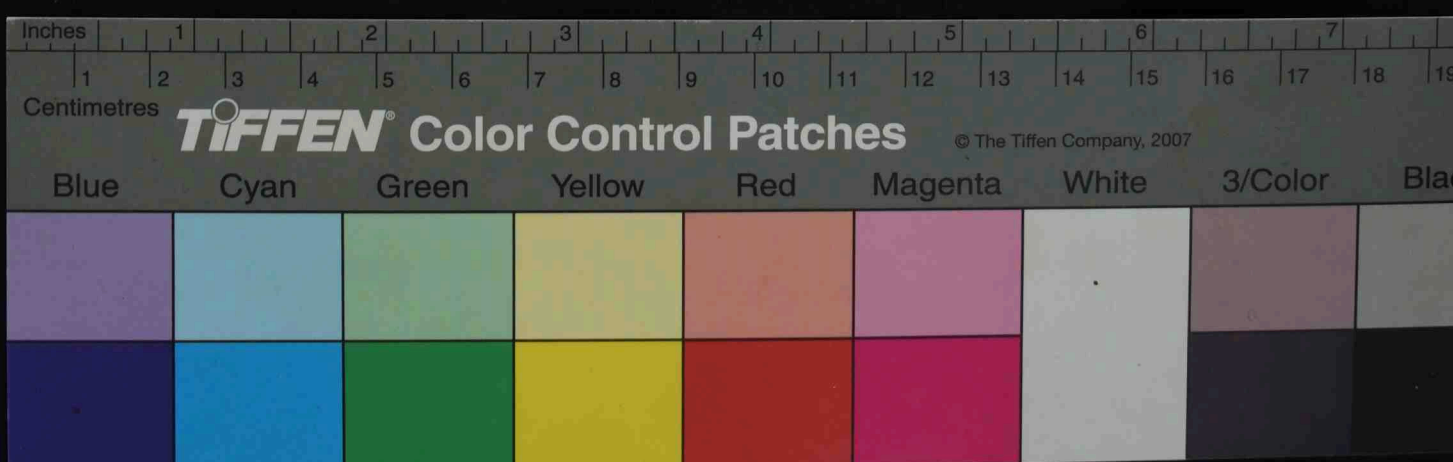 Inches 1 2 3 4 5 6 7
1 2 3 4 5 6 7 8 9 10 11 12 13 14 15 16 17 18 19
Centimetres
TIFFEN® Color Control Patches © The Tiffen Company, 2007
Blue Cyan Green Yellow Red Magenta White 3/Color